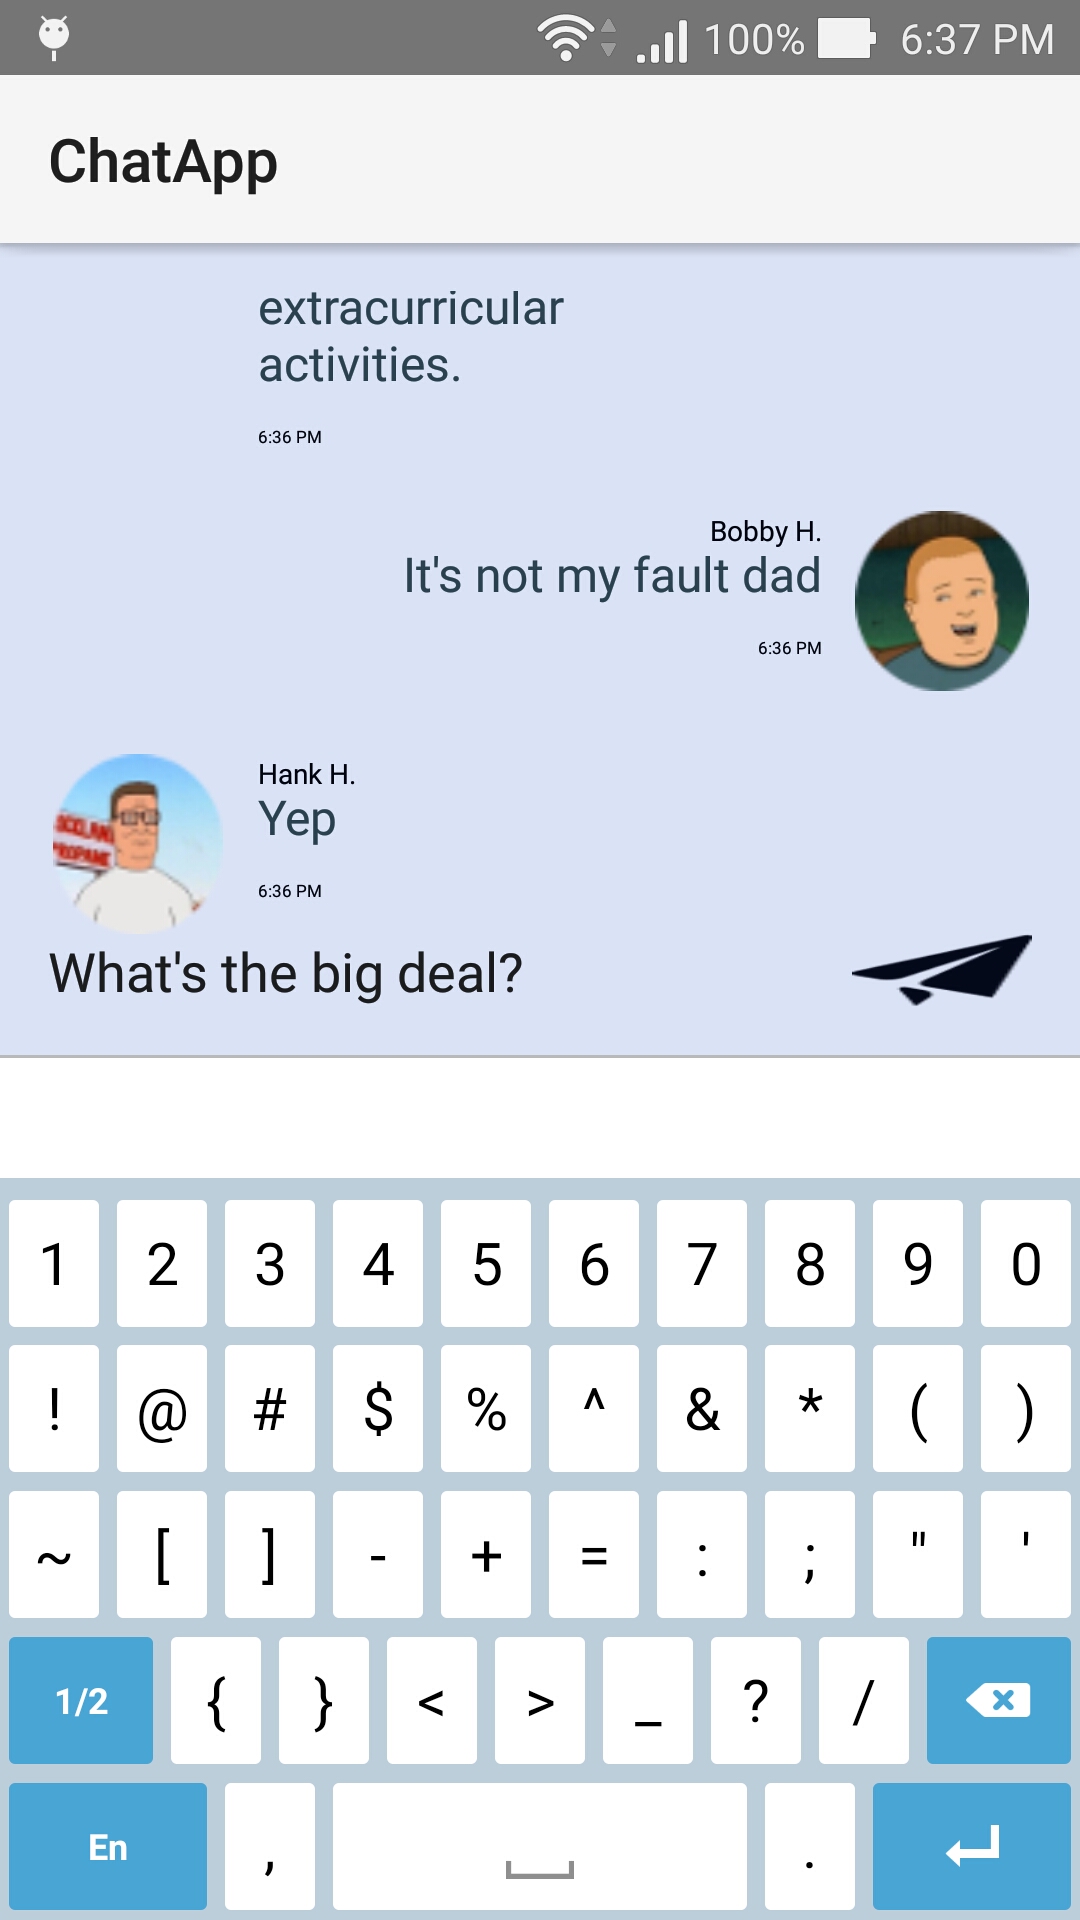 100% 6:37 PM
ChatApp
extracurricular
activities.
6:36 PM
Bobby H.
It's not my fault dad
6:36 PM
Hank H.
Yep
6:36 PM
What's the big deal?
1 2 3 4 5 6 7 8 9 0
! @ # $ % ^ & * ( )
~ [ ] - + = : ; " '
1/2 { } < > _ ? /
En , .